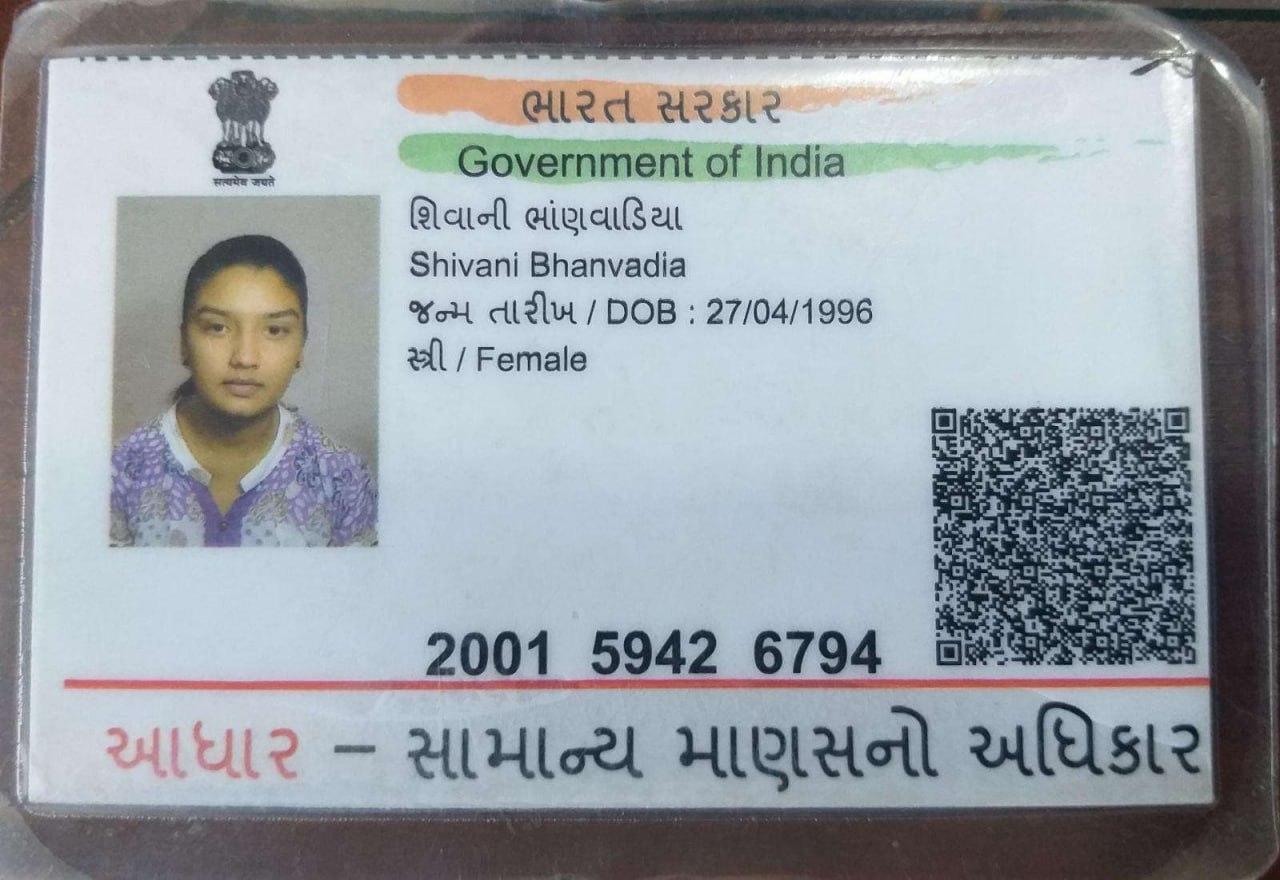 ભારત સરકાર
Government of India
सत्यमेव जयते
શિવાની ભાંણવાડિયા
Shivani Bhanvadia
જન્મ તારીખ / DOB : 27/04/1996
સ્ત્રી / Female
2001 5942 6794
આધાર – સામાન્ય માણસનો અધિકાર